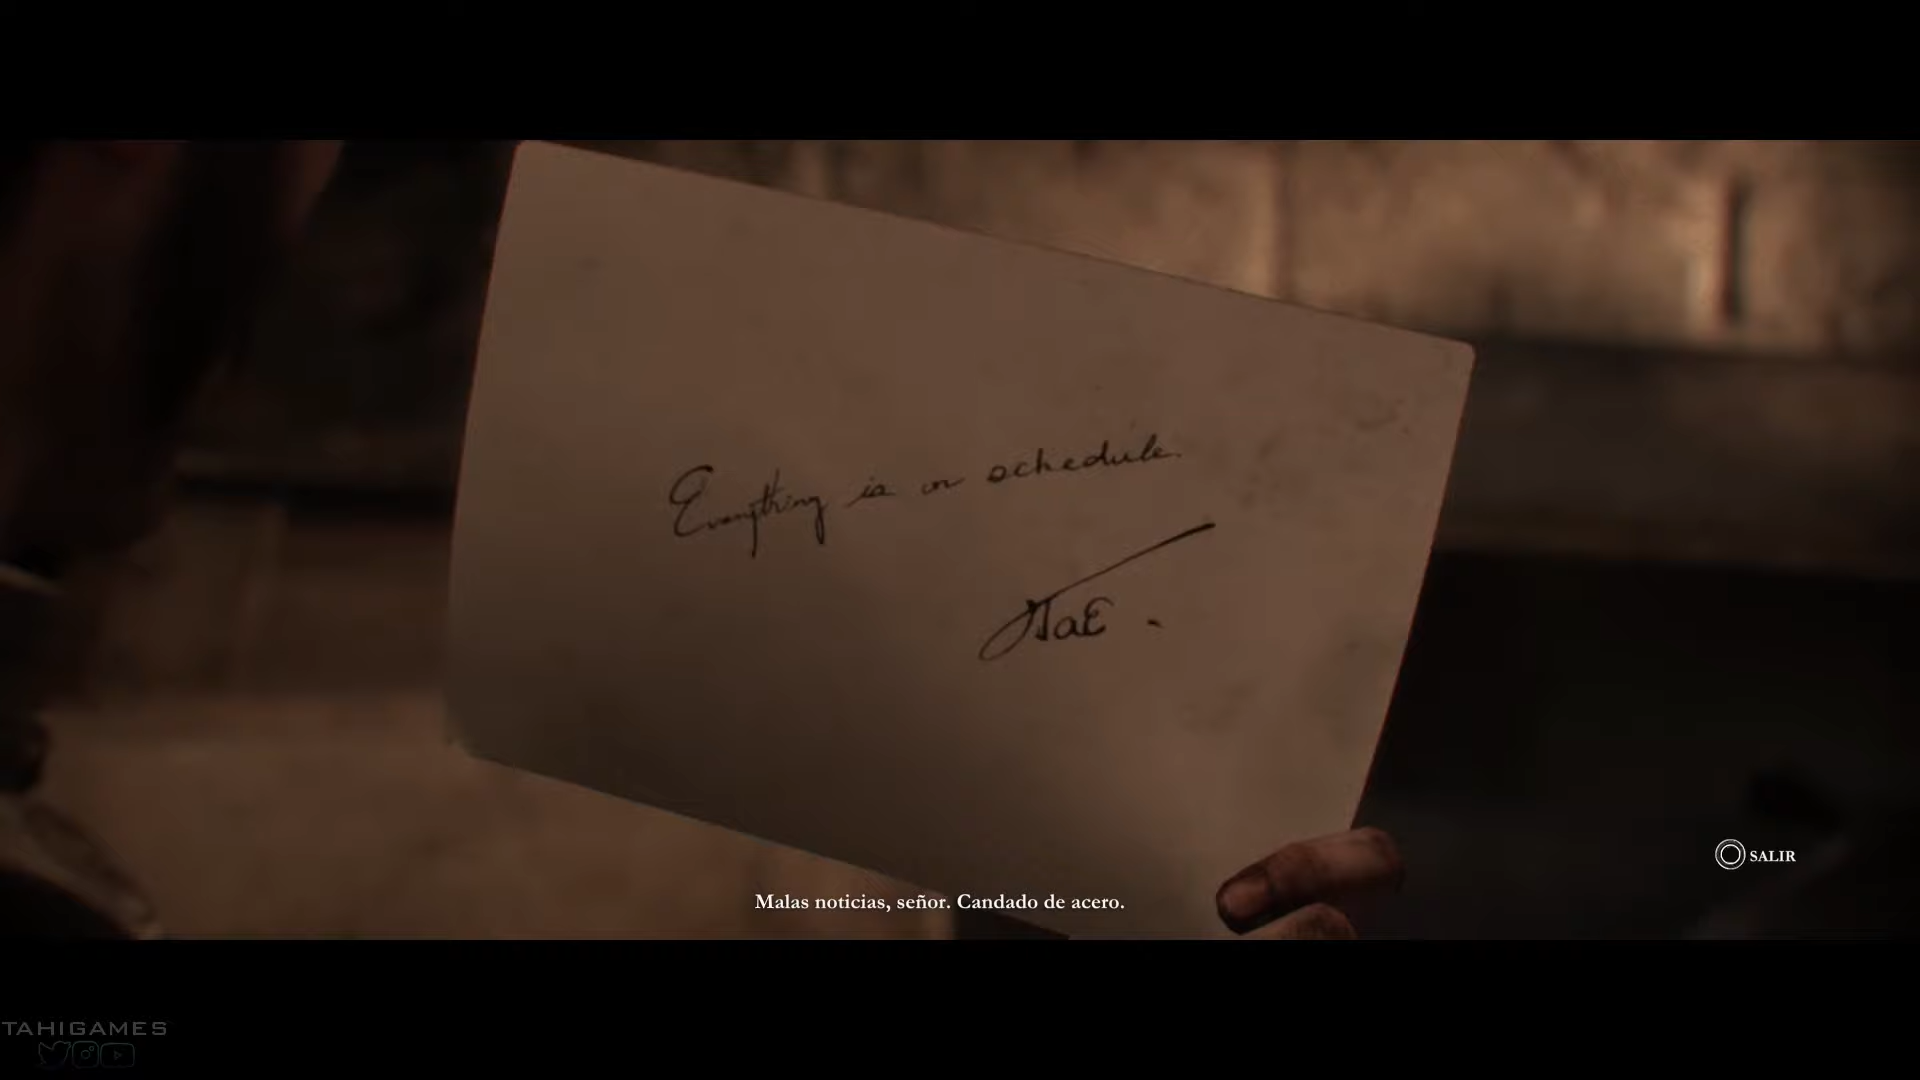 Everything is on schedule.
SALIR
Malas noticias, señor. Candado de acero.
TAHIGAMES